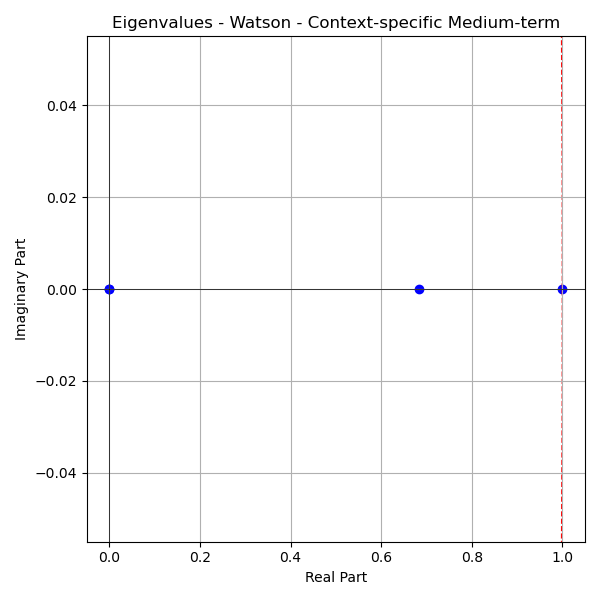 Eigenvalues - Watson - Context-specific Medium-term
0.04
0.02
0.00
−0.02
−0.04
Imaginary Part
0.0 0.2 0.4 0.6 0.8 1.0
Real Part